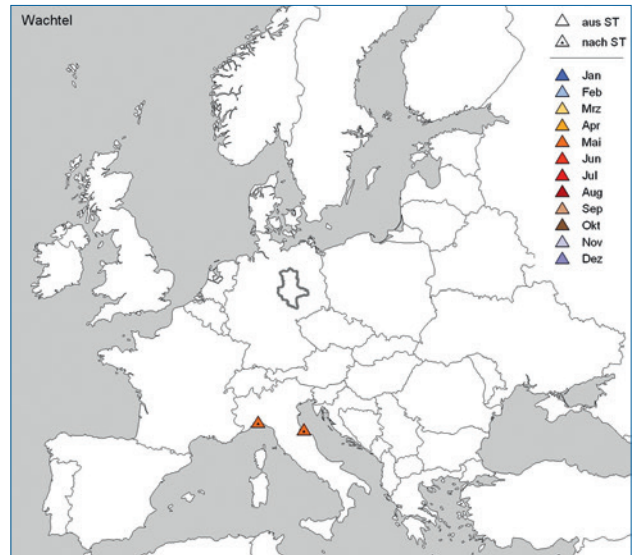 Wachtel
aus ST
nach ST
Jan
Feb
Mrz
Apr
Mai
Jun
Jul
Aug
Sep
Okt
Nov
Dez